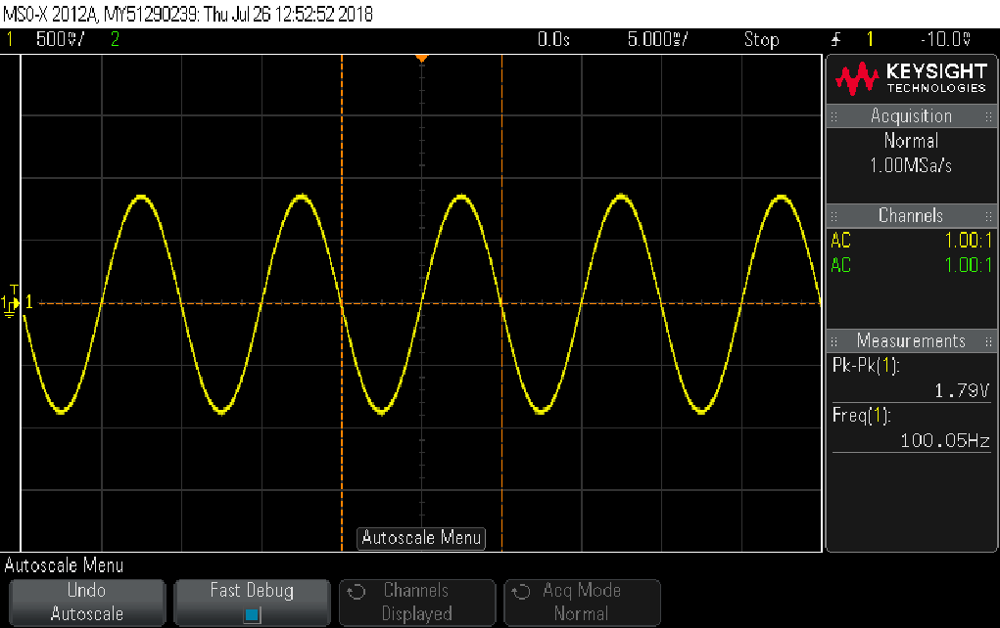 MSO-X 2012A, MY51290239: Thu Jul 26 12:52:52 2018
1 500mV/ 2 0.0s 5.000ms/ Stop 1 -10.0mV
KEYSIGHT
TECHNOLOGIES
Acquisition
Normal
1.00MSa/s
Channels
AC 1.00:1
AC 1.00:1
T
1 1
Measurements
Pk-Pk(1):
1.79V
Freq(1):
100.05Hz
Autoscale Menu
Autoscale Menu
Undo
Autoscale
Fast Debug
Channels
Displayed
Acq Mode
Normal